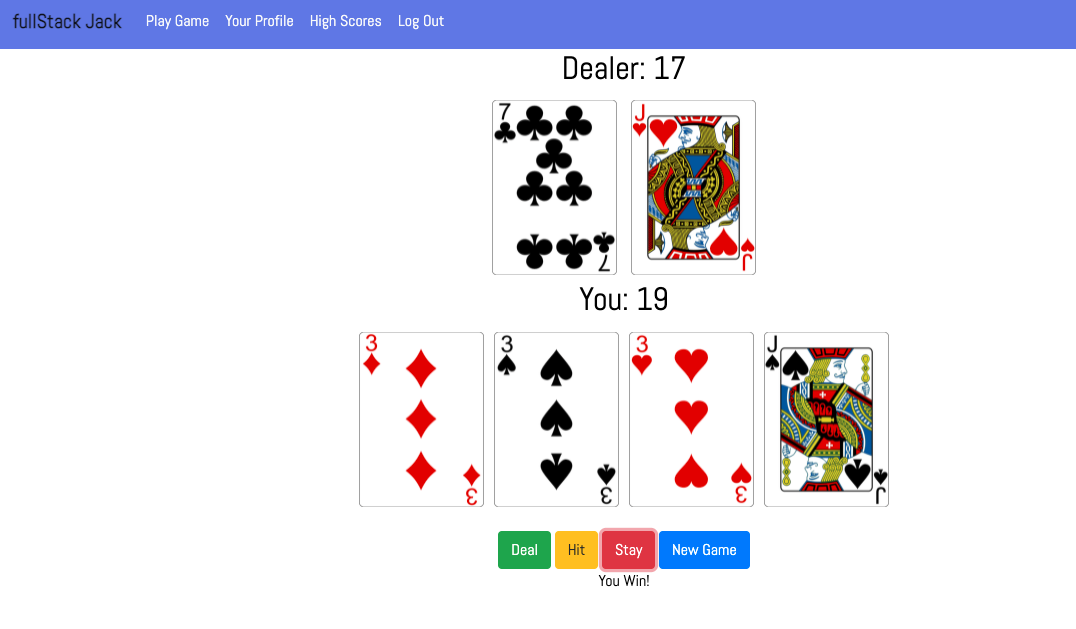 fullStack Jack Play Game Your Profile High Scores Log Out
Dealer: 17
7 J
7 J
You: 19
3 3 3 J
3 3 3 J
Deal Hit Stay New Game
You Win!